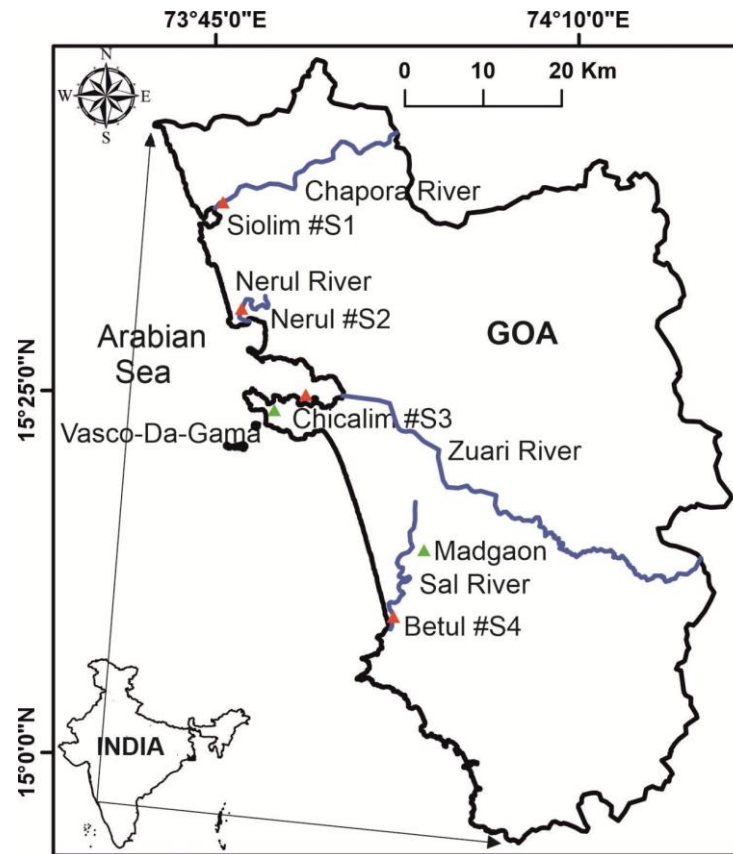 73°45'0"E
74°10'0"E
N
W
E
S
0 10 20 Km
Chapora River
Siolim #S1
Nerul River
Nerul #S2
Arabian
Sea
GOA
15°25'0"N
Chicalim #S3
Vasco-Da-Gama
Zuari River
Madgaon
Sal River
Betul #S4
15°0'0"N
INDIA